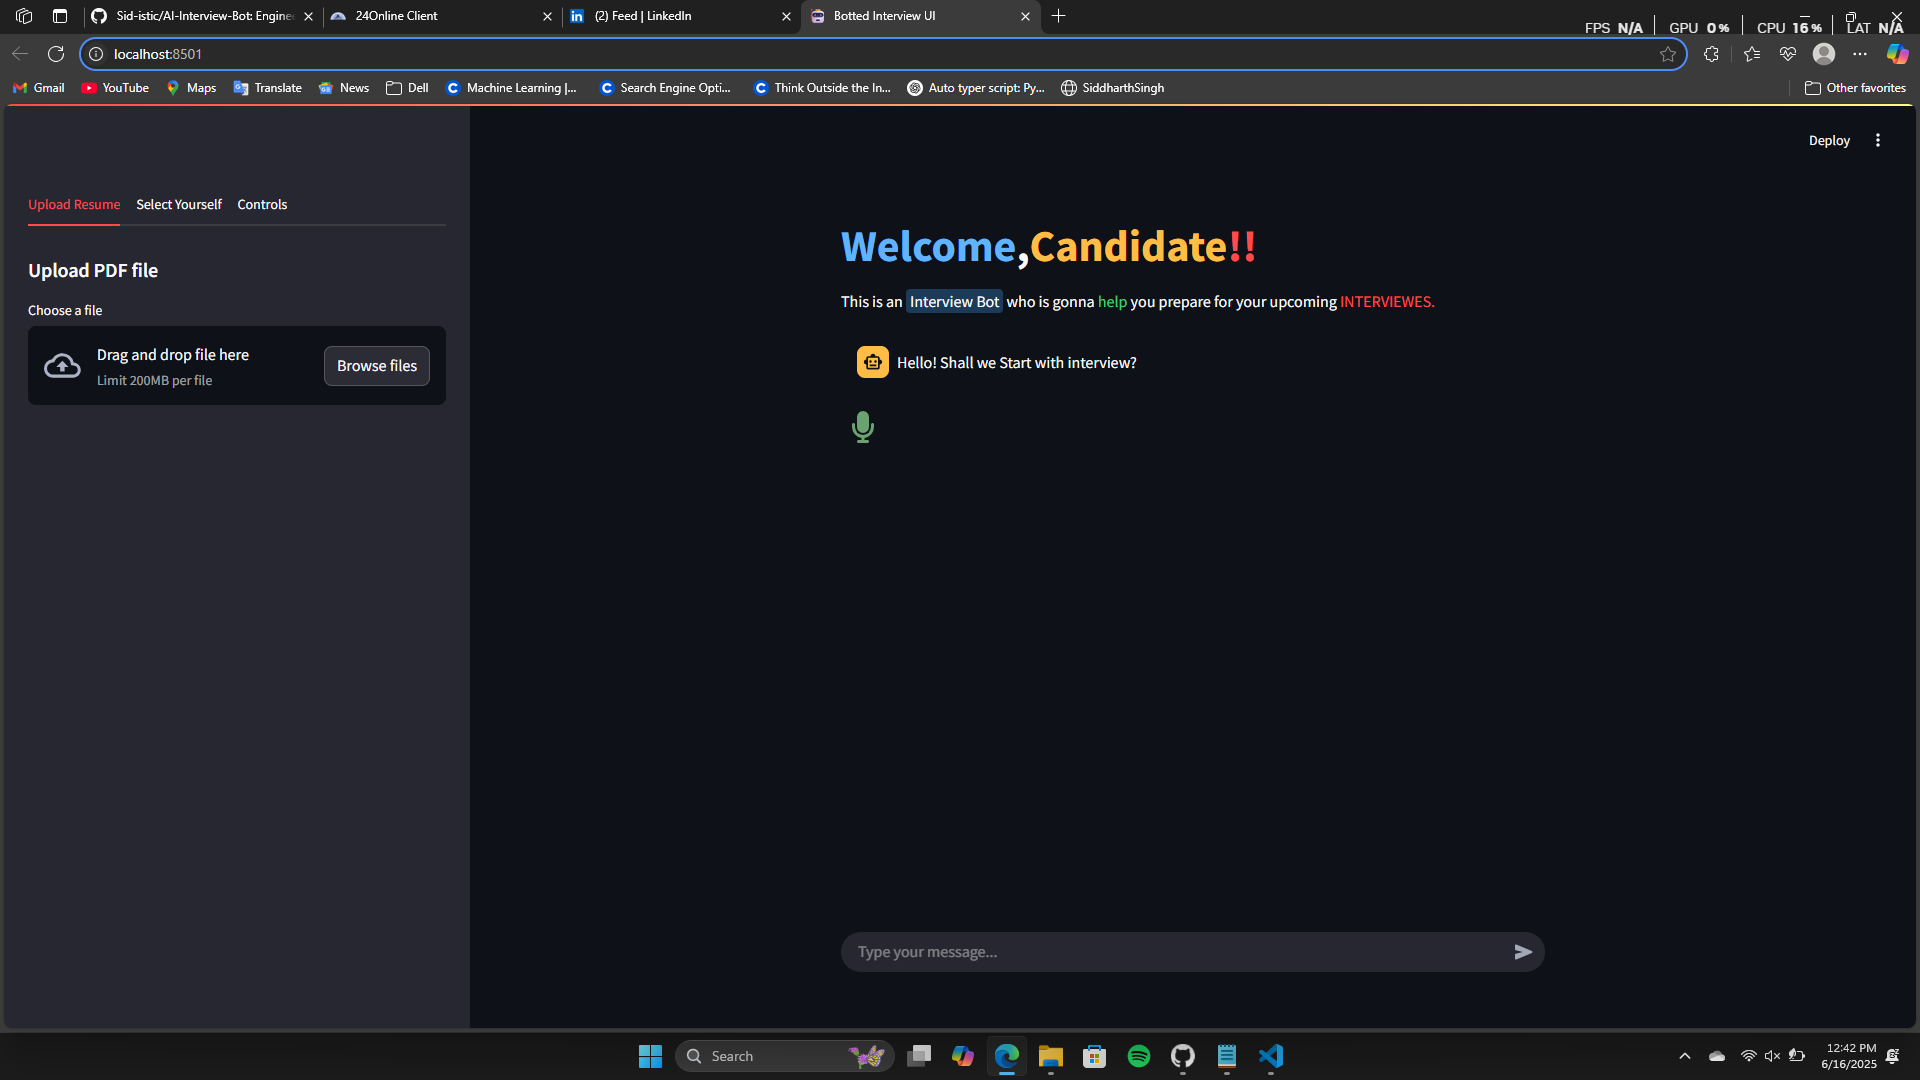 Sid-istic/AI-Interview-Bot: Engine
24Online Client
(2) Feed | LinkedIn
Botted Interview UI
FPS N/A GPU 0% CPU 16% LAT N/A
localhost:8501
Gmail YouTube Maps Translate News Dell Machine Learning |... Search Engine Opti... Think Outside the In... Auto typer script: Py... SiddharthSingh Other favorites
Deploy
Upload Resume Select Yourself Controls
Upload PDF file
Choose a file
Drag and drop file here
Limit 200MB per file
Browse files
Welcome,Candidate!!
This is an Interview Bot who is gonna help you prepare for your upcoming INTERVIEWES.
Hello! Shall we Start with interview?
Type your message...
Search
12:42 PM
6/16/2025